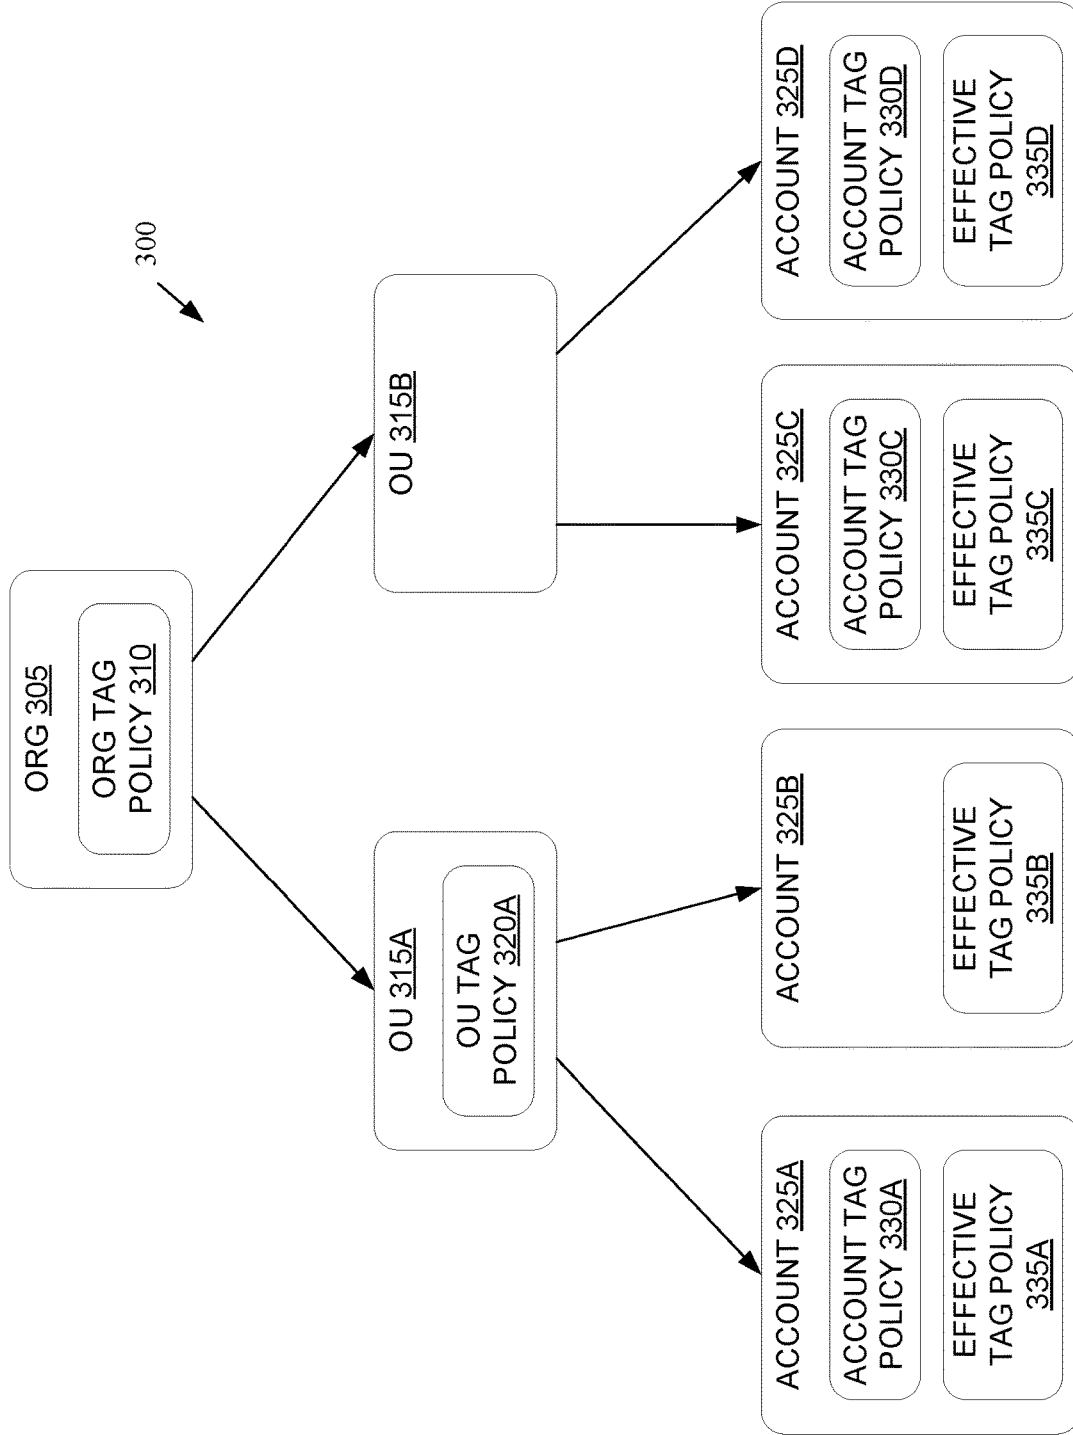 300
ORG 305
ORG TAG
POLICY 310
OU 315A
OU TAG
POLICY 320A
OU 315B
ACCOUNT 325A
ACCOUNT TAG
POLICY 330A
EFFECTIVE
TAG POLICY
335A
ACCOUNT 325B
EFFECTIVE
TAG POLICY
335B
ACCOUNT 325C
ACCOUNT TAG
POLICY 330C
EFFECTIVE
TAG POLICY
335C
ACCOUNT 325D
ACCOUNT TAG
POLICY 330D
EFFECTIVE
TAG POLICY
335D